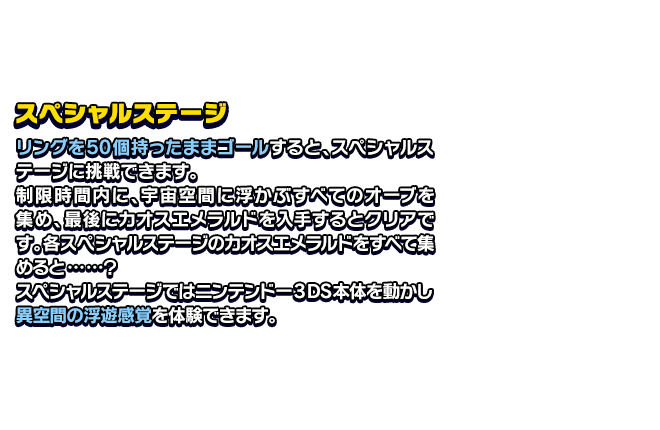 スペシャルステージ
リングを50個持ったままゴールすると、スペシャルス
テージに挑戦できます。
制限時間内に、宇宙空間に浮かぶすべてのオーブを
集め、最後にカオスエメラルドを入手するとクリアで
す。各スペシャルステージのカオスエメラルドをすべて集
めると……？
スペシャルステージではニンテンドー3DS本体を動かし
異空間の浮遊感覚を体験できます。